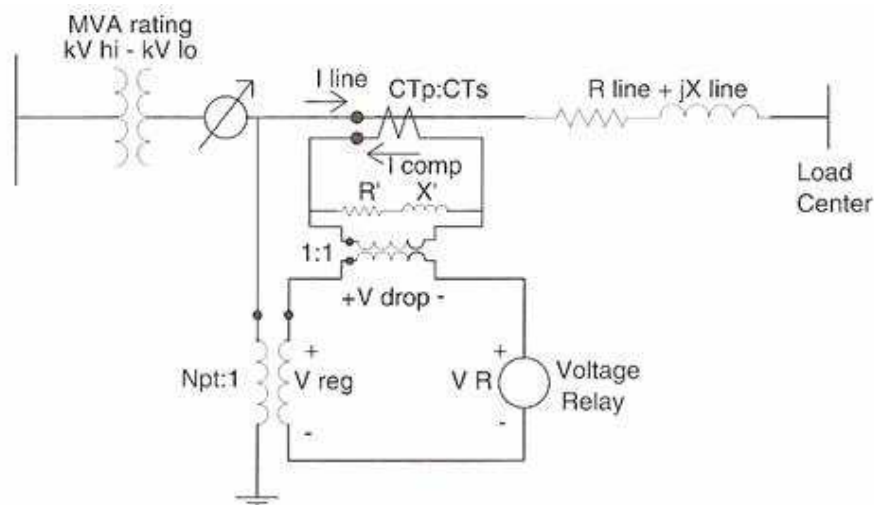 MVA rating
kV hi - kV lo
I line
CTp:CTs
R line + jX line
I comp
R' X'
Load
Center
1:1
+V drop -
+ +
Npt:1 V reg V R Voltage
Relay
- -